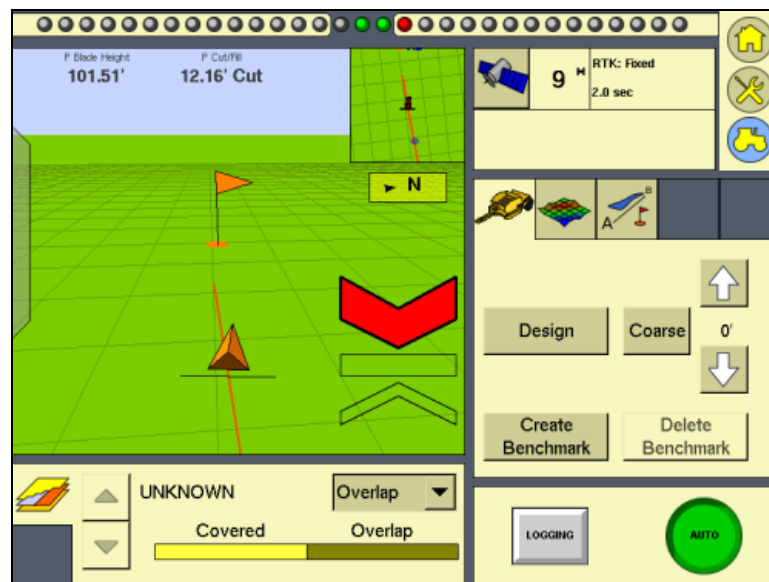 P Blade Height
P Cut/Fill
101.51'
12.16' Cut
9 H
RTK: Fixed
2.0 sec
N
A
B
Design
Coarse
0'
Create
Benchmark
Delete
Benchmark
UNKNOWN
Overlap
Covered
Overlap
LOGGING
AUTO